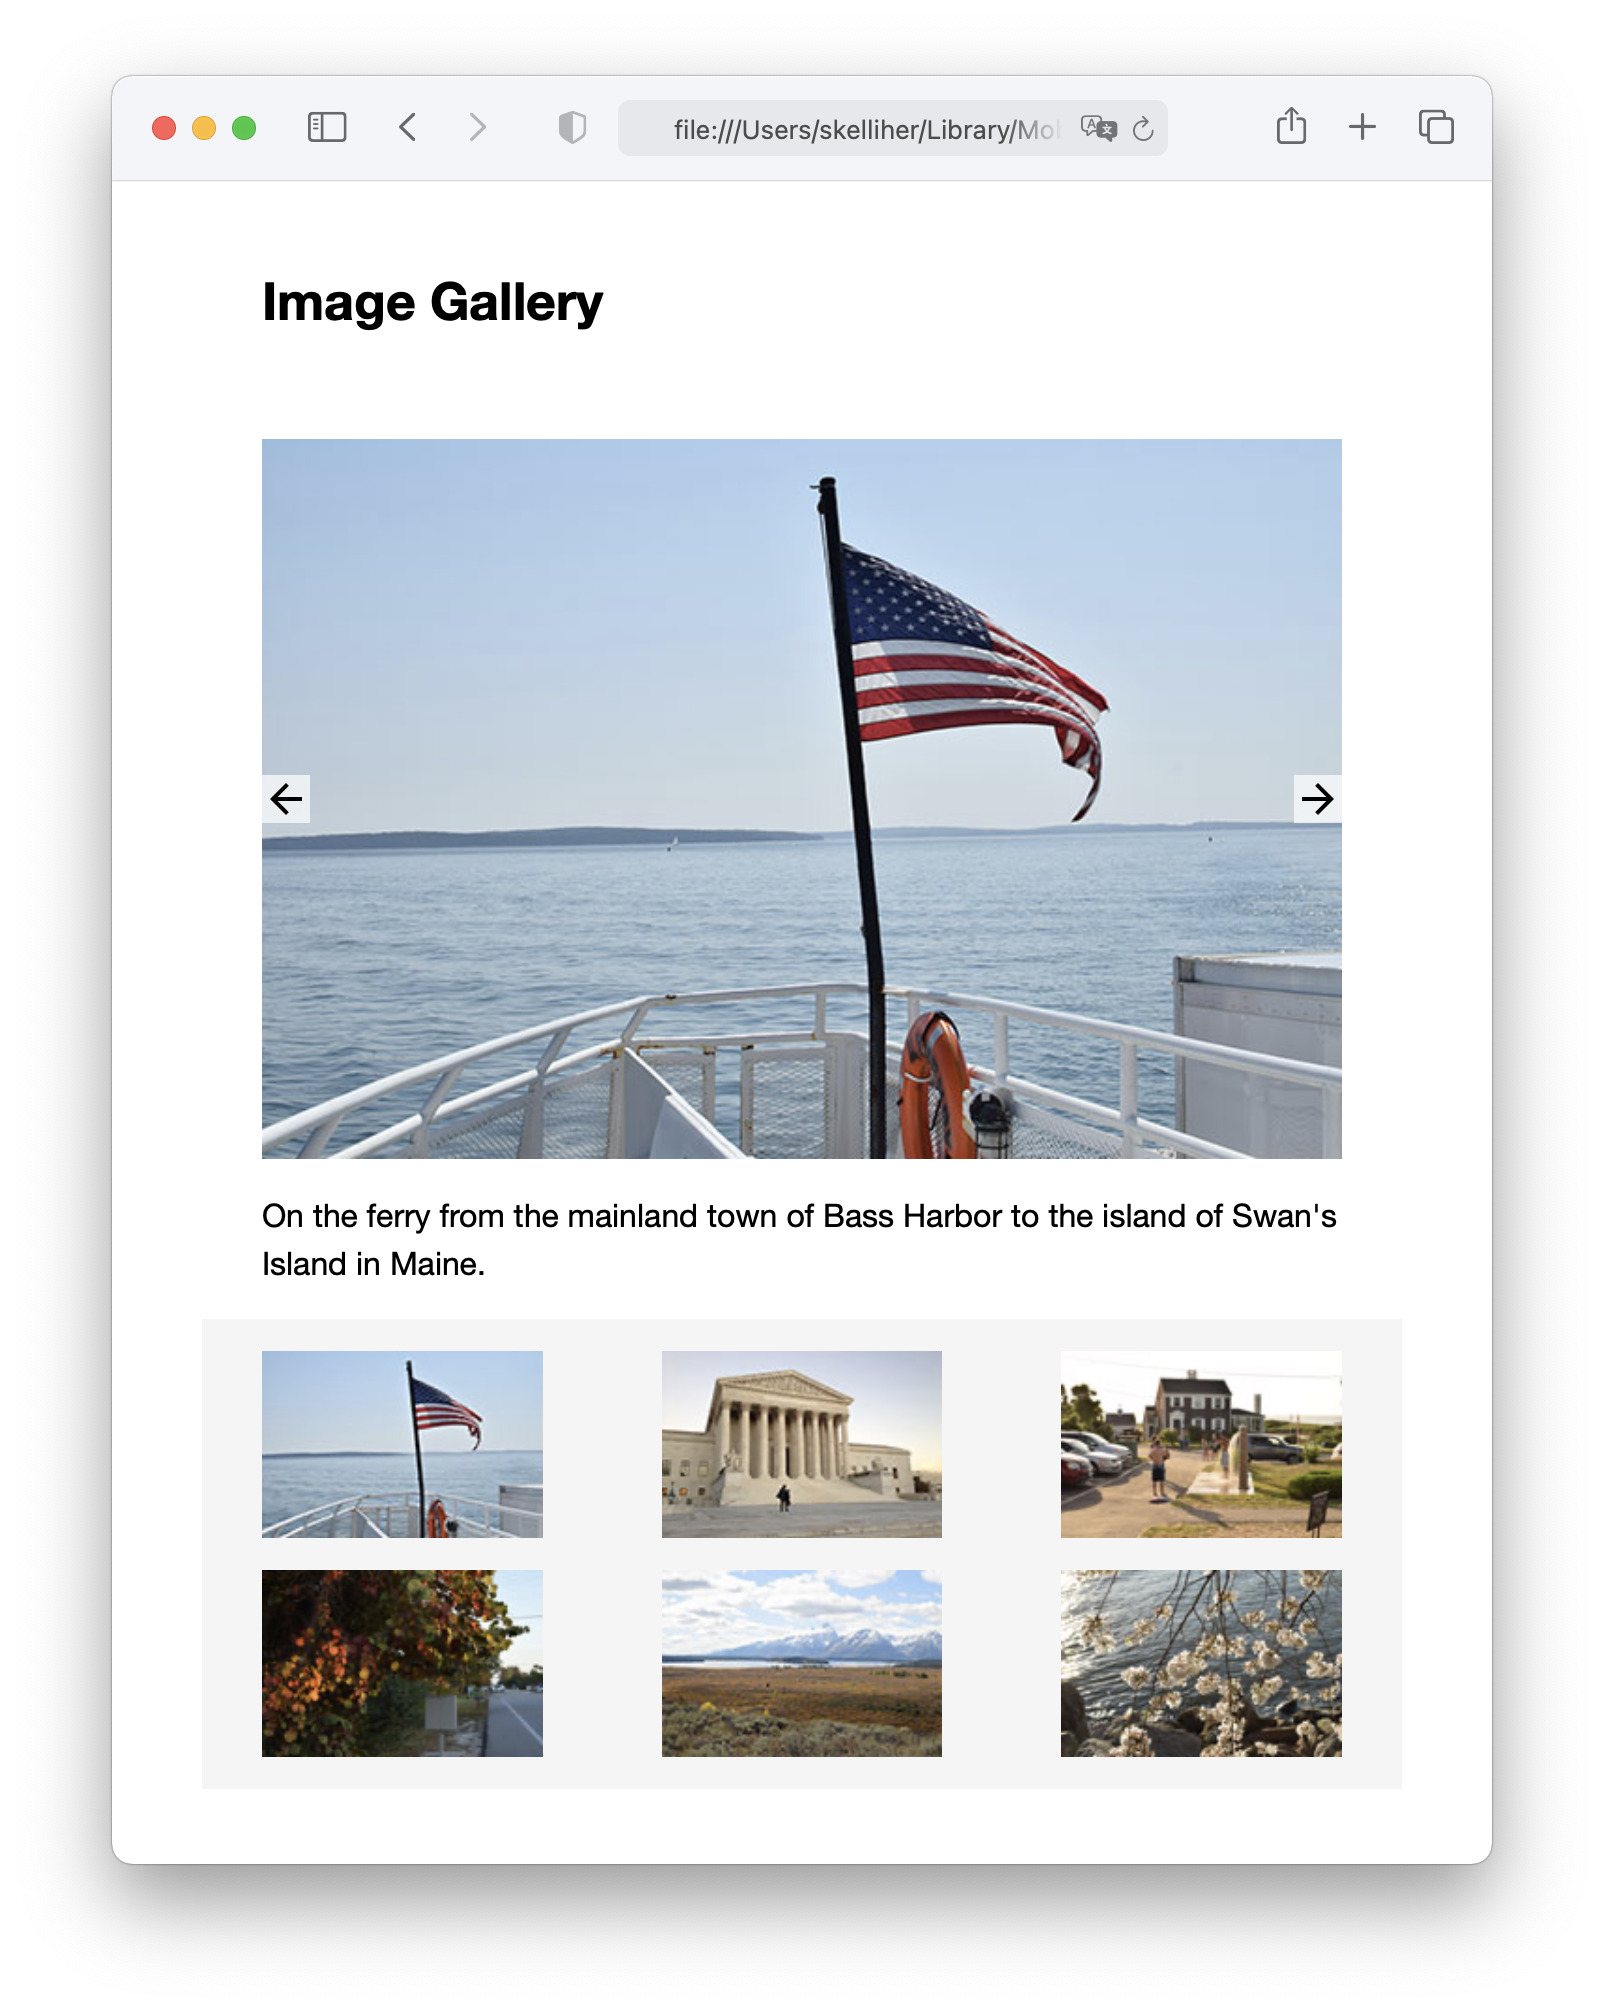 file:///Users/skelliher/Library/Mob
Image Gallery
On the ferry from the mainland town of Bass Harbor to the island of Swan's
Island in Maine.